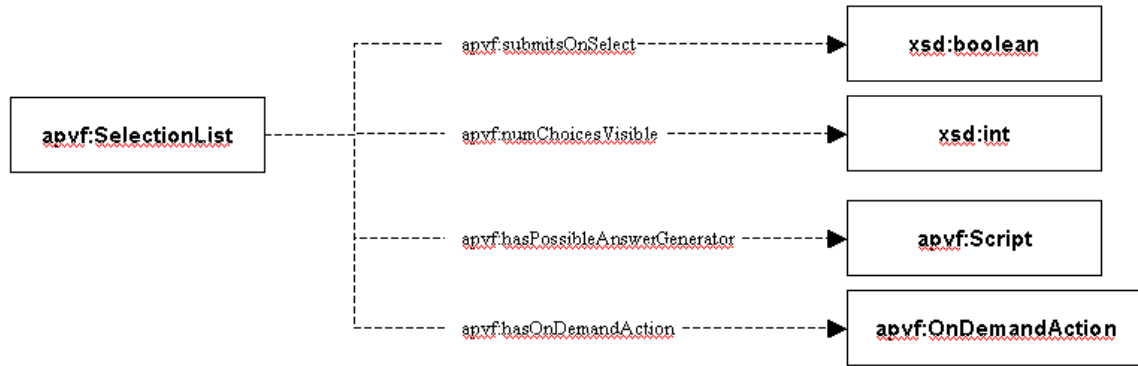 apvf:submitsOnSelect
xsd:boolean
apvf:SelectionList
apvf:numChoicesVisible
xsd:int
apvf:hasPossibleAnswerGenerator
apvf:Script
apvf:hasOnDemandAction
apvf:OnDemandAction